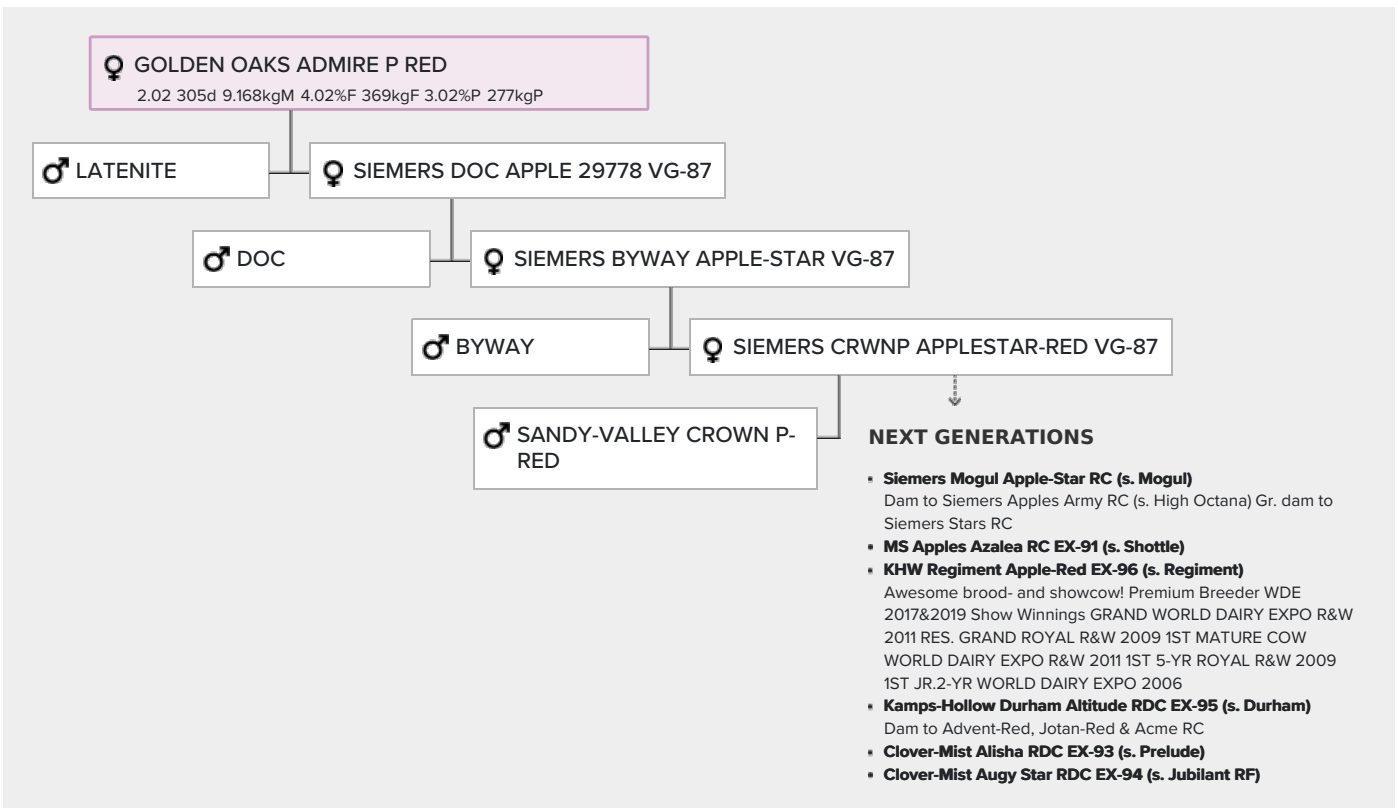 GOLDEN OAKS ADMIRE P RED
2.02 305d 9.168kgM 4.02%F 369kgF 3.02%P 277kgP
LATENITE
SIEMERS DOC APPLE 29778 VG-87
DOC
SIEMERS BYWAY APPLE-STAR VG-87
BYWAY
SIEMERS CRWNP APPLESTAR-RED VG-87
SANDY-VALLEY CROWN P-
RED
NEXT GENERATIONS
Siemers Mogul Apple-Star RC (s. Mogul)
Dam to Siemers Apples Army RC (s. High Octana) Gr. dam to
Siemers Stars RC
MS Apples Azalea RC EX-91 (s. Shottle)
KHW Regiment Apple-Red EX-96 (s. Regiment)
Awesome brood- and showcow! Premium Breeder WDE
2017&2019 Show Winnings GRAND WORLD DAIRY EXPO R&W
2011 RES. GRAND ROYAL R&W 2009 1ST MATURE COW
WORLD DAIRY EXPO R&W 2011 1ST 5-YR ROYAL R&W 2009
1ST JR.2-YR WORLD DAIRY EXPO 2006
Kamps-Hollow Durham Altitude RDC EX-95 (s. Durham)
Dam to Advent-Red, Jotan-Red & Acme RC
Clover-Mist Alisha RDC EX-93 (s. Prelude)
Clover-Mist Augy Star RDC EX-94 (s. Jubilant RF)